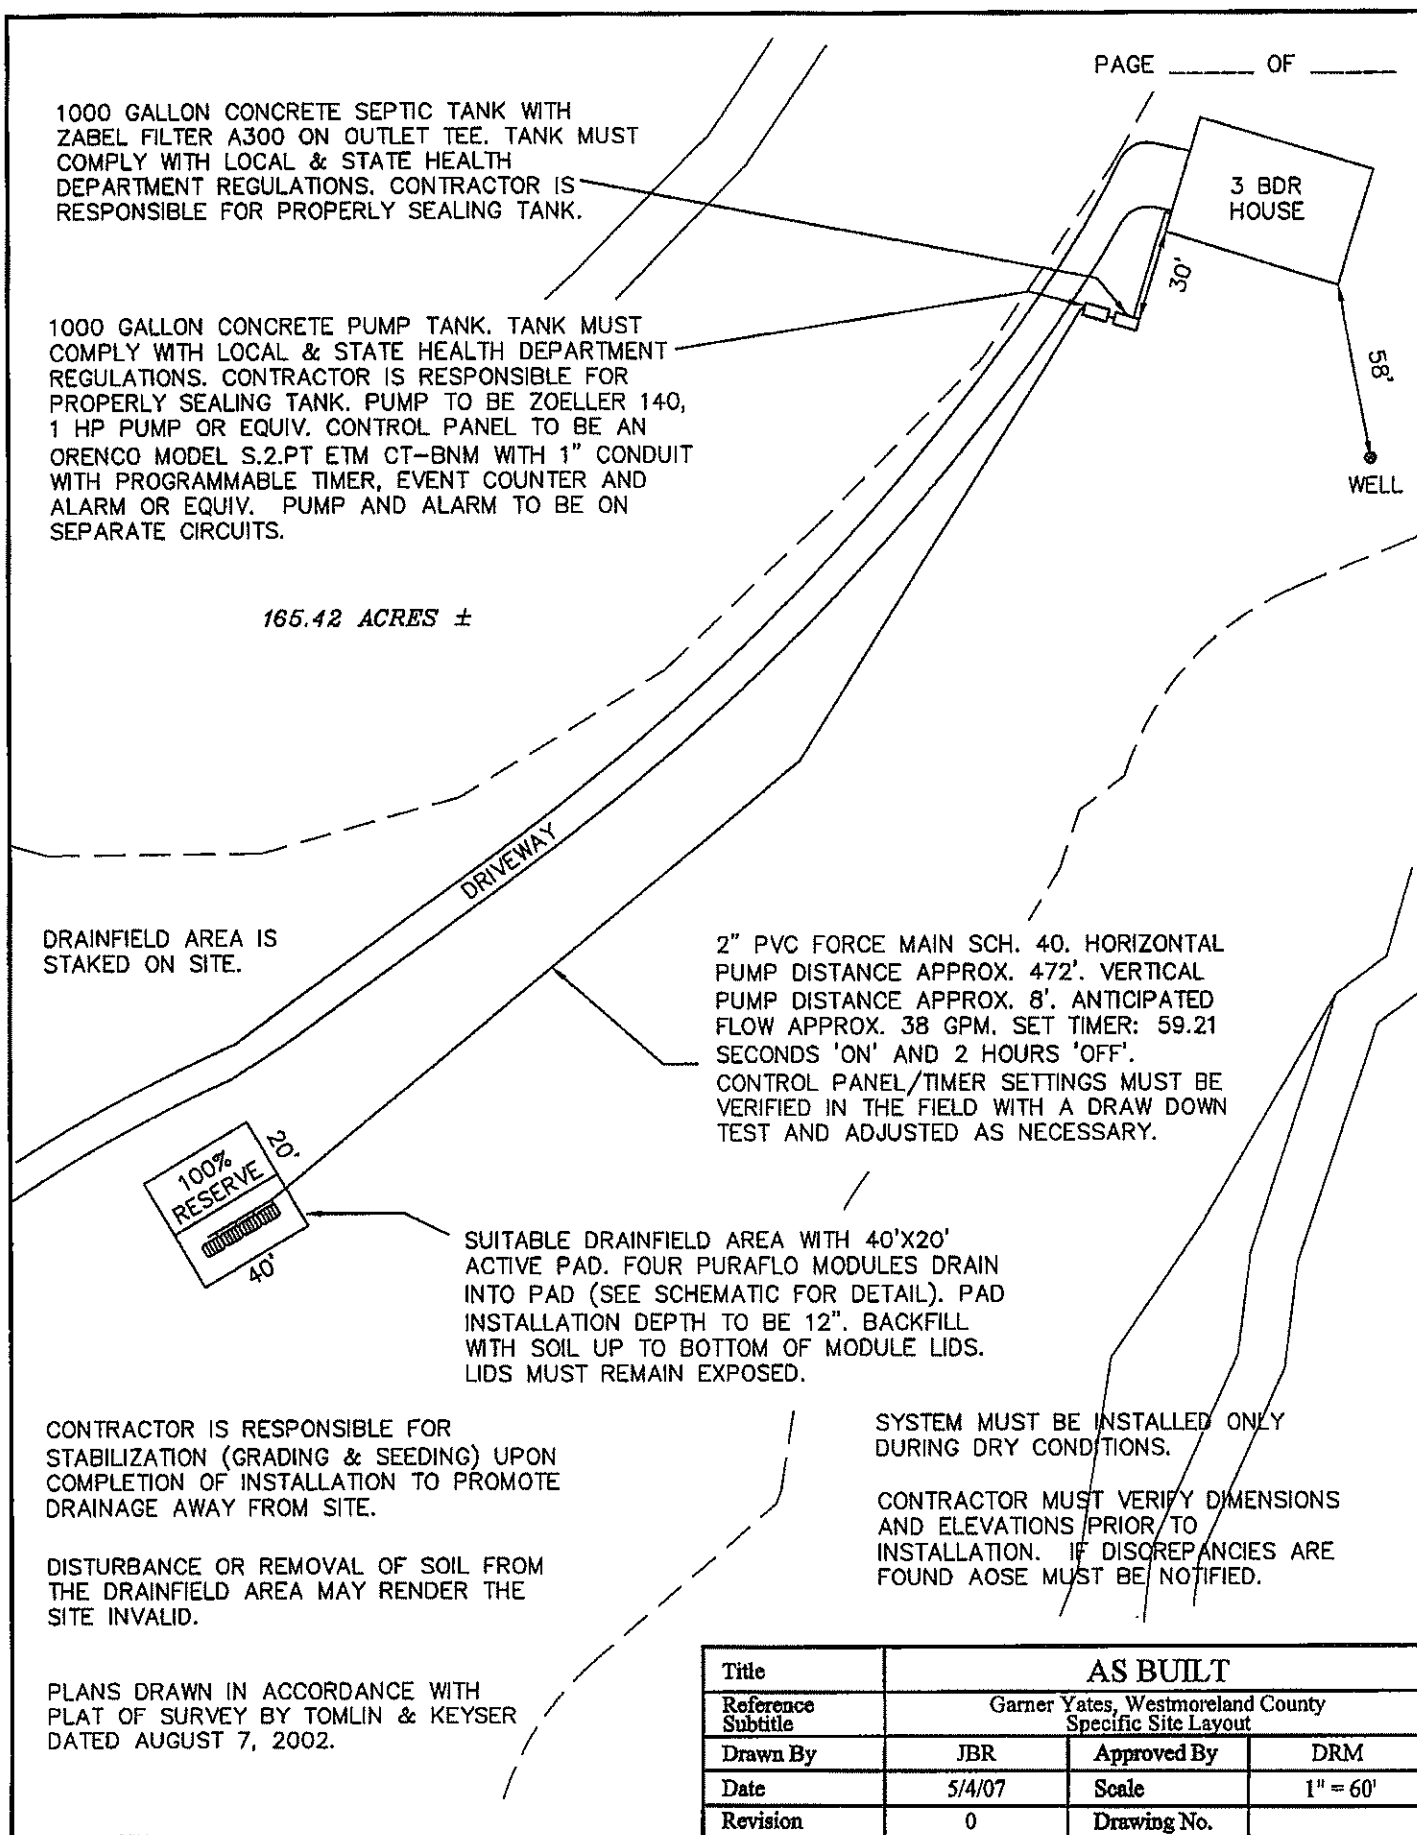 PAGE ______ OF ______
1000 GALLON CONCRETE SEPTIC TANK WITH
ZABEL FILTER A300 ON OUTLET TEE. TANK MUST
COMPLY WITH LOCAL & STATE HEALTH
DEPARTMENT REGULATIONS. CONTRACTOR IS
RESPONSIBLE FOR PROPERLY SEALING TANK.
3 BDR
HOUSE
30'
58'
WELL
1000 GALLON CONCRETE PUMP TANK. TANK MUST
COMPLY WITH LOCAL & STATE HEALTH DEPARTMENT
REGULATIONS. CONTRACTOR IS RESPONSIBLE FOR
PROPERLY SEALING TANK. PUMP TO BE ZOELLER 140,
1 HP PUMP OR EQUIV. CONTROL PANEL TO BE AN
ORENCO MODEL S.2.PT ETM CT-BNM WITH 1" CONDUIT
WITH PROGRAMMABLE TIMER, EVENT COUNTER AND
ALARM OR EQUIV. PUMP AND ALARM TO BE ON
SEPARATE CIRCUITS.
165.42 ACRES ±
DRIVEWAY
DRAINFIELD AREA IS
STAKED ON SITE.
2" PVC FORCE MAIN SCH. 40. HORIZONTAL
PUMP DISTANCE APPROX. 472'. VERTICAL
PUMP DISTANCE APPROX. 8'. ANTICIPATED
FLOW APPROX. 38 GPM. SET TIMER: 59.21
SECONDS 'ON' AND 2 HOURS 'OFF'.
CONTROL PANEL/TIMER SETTINGS MUST BE
VERIFIED IN THE FIELD WITH A DRAW DOWN
TEST AND ADJUSTED AS NECESSARY.
100%
RESERVE
20'
40'
SUITABLE DRAINFIELD AREA WITH 40'X20'
ACTIVE PAD. FOUR PURAFLO MODULES DRAIN
INTO PAD (SEE SCHEMATIC FOR DETAIL). PAD
INSTALLATION DEPTH TO BE 12". BACKFILL
WITH SOIL UP TO BOTTOM OF MODULE LIDS.
LIDS MUST REMAIN EXPOSED.
CONTRACTOR IS RESPONSIBLE FOR
STABILIZATION (GRADING & SEEDING) UPON
COMPLETION OF INSTALLATION TO PROMOTE
DRAINAGE AWAY FROM SITE.
DISTURBANCE OR REMOVAL OF SOIL FROM
THE DRAINFIELD AREA MAY RENDER THE
SITE INVALID.
PLANS DRAWN IN ACCORDANCE WITH
PLAT OF SURVEY BY TOMLIN & KEYSER
DATED AUGUST 7, 2002.
SYSTEM MUST BE INSTALLED ONLY
DURING DRY CONDITIONS.
CONTRACTOR MUST VERIFY DIMENSIONS
AND ELEVATIONS PRIOR TO
INSTALLATION. IF DISCREPANCIES ARE
FOUND AOSE MUST BE NOTIFIED.
Title AS BUILT
Reference Garner Yates, Westmoreland County
Subtitle Specific Site Layout
Drawn By JBR Approved By DRM
Date 5/4/07 Scale 1" = 60'
Revision 0 Drawing No.